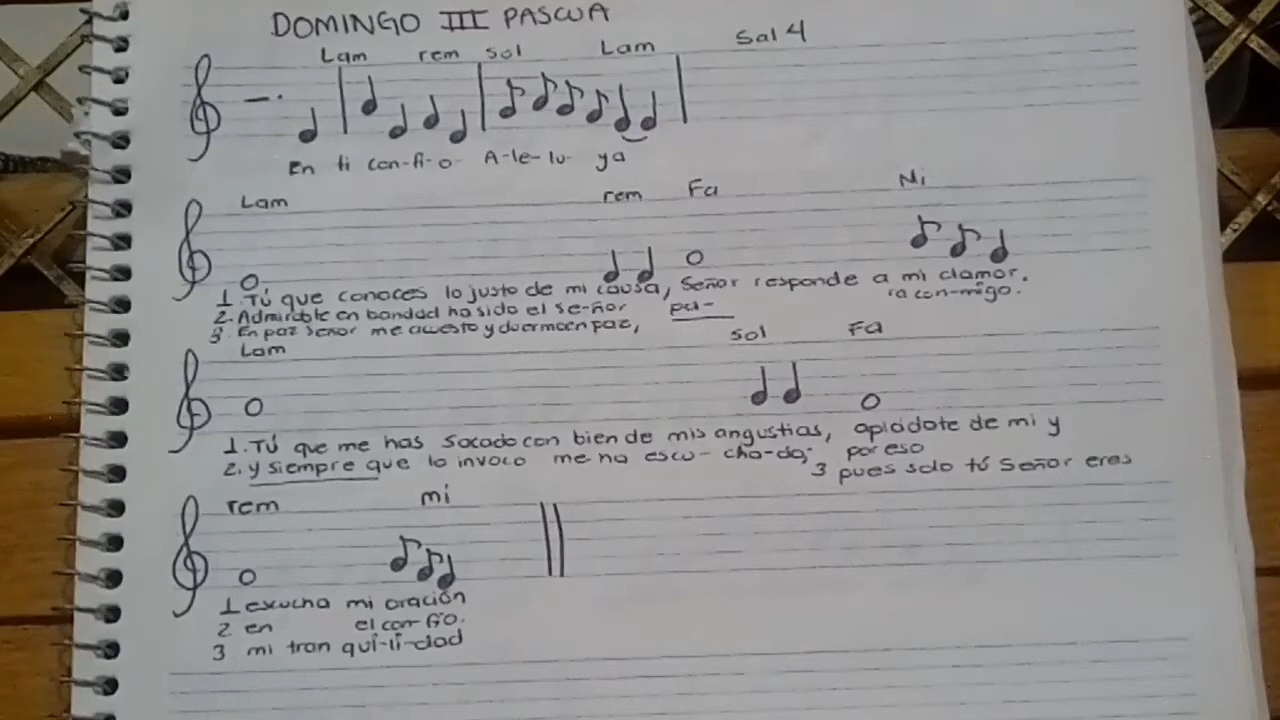 DOMINGO III PASCUA
Lam rem sol Lam Sal 4
En ti con-fi-o- A-le-lu- ya
Lam rem Fa Mi
1. Tú que conoces lo justo de mi causa, Señor responde a mi clamor.
2. Admirable en bondad ha sido el Se-ñor pa- ra con-migo.
3 En paz Señor me acuesto y duermo en paz,
Lam sol Fa
1. Tú que me has sacado con bien de mis angustias, apiádate de mi y
2. y siempre que lo invoco me ha escu- cha-do; por eso
3 pues solo tú Señor eres
rem mi
1 escucha mi oración
2 en el con-fío.
3 mi tran qui-li-dad